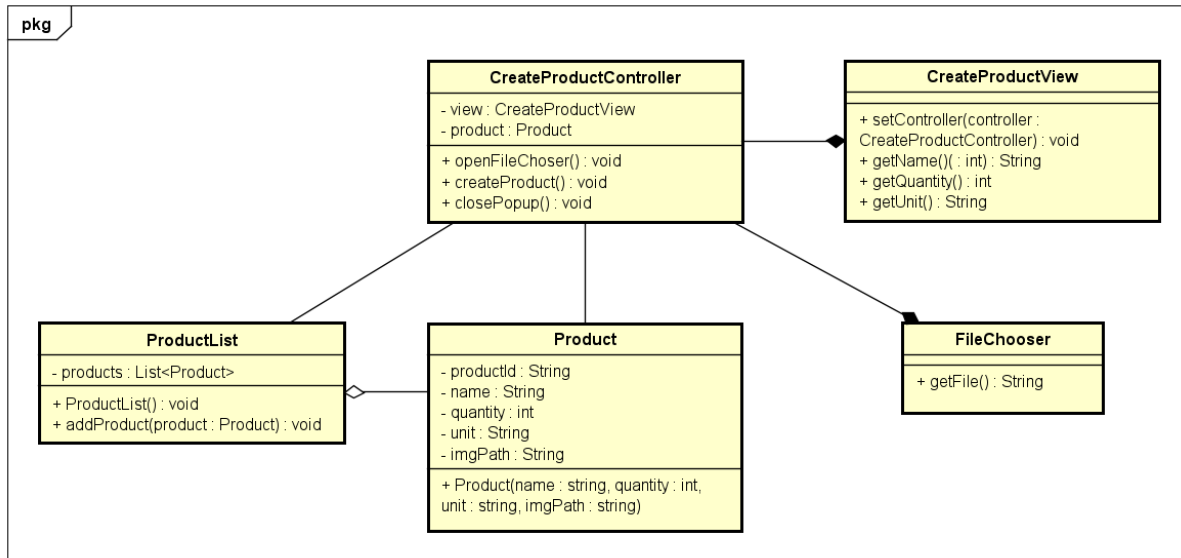 pkg
CreateProductController
- view : CreateProductView
- product : Product
+ openFileChoser() : void
+ createProduct() : void
+ closePopup() : void
CreateProductView
+ setController(controller :
CreateProductController) : void
+ getName()( : int) : String
+ getQuantity() : int
+ getUnit() : String
ProductList
- products : List<Product>
+ ProductList() : void
+ addProduct(product : Product) : void
Product
- productId : String
- name : String
- quantity : int
- unit : String
- imgPath : String
+ Product(name : string, quantity : int,
unit : string, imgPath : string)
FileChooser
+ getFile() : String